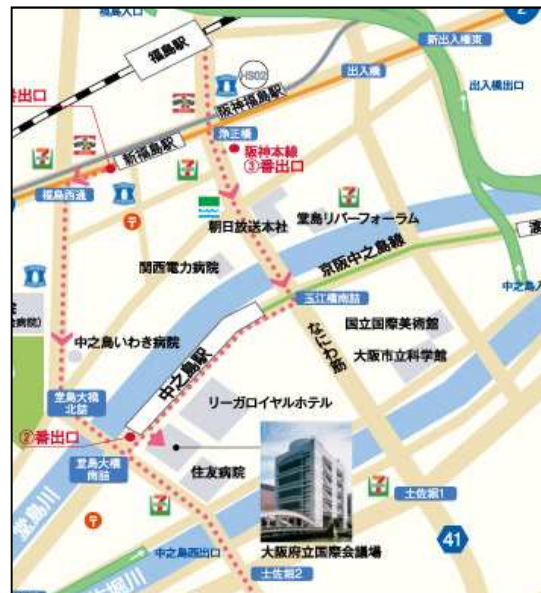 福島入口
福島駅
2
新出入橋東
HS02
出入橋
出入橋出口
阪神福島駅
番出口
浄正橋
新福島駅
阪神本線
③番出口
福島西通
朝日放送本社
堂島リバーフォーラム
関西電力病院
京阪中之島線
中之島入
玉江橋南詰
病院)
中之島いわき病院
中之島駅
なにわ筋
国立国際美術館
大阪市立科学館
堂島大橋
北詰
リーガロイヤルホテル
②番出口
堂島大橋
南詰
住友病院
堂島川
土佐堀1
大阪府立国際会議場
41
中之島西出口
土佐堀2
佐堀川